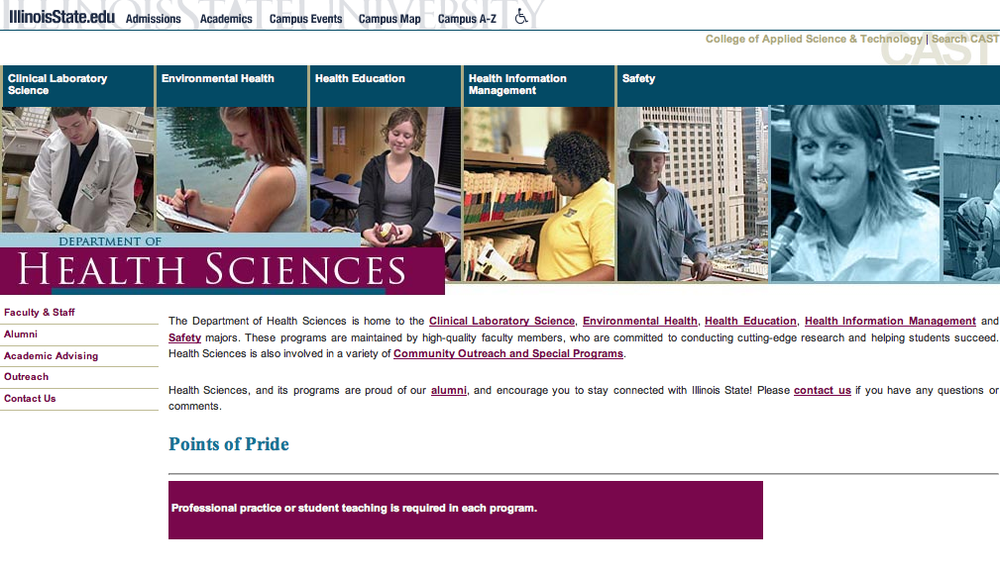 ILLINOIS STATE UNIVERSITY
IllinoisState.edu Admissions Academics Campus Events Campus Map Campus A-Z
CAST
College of Applied Science & Technology | Search CAST
Clinical Laboratory
Science
Environmental Health
Health Education
Health Information
Management
Safety
DEPARTMENT OF
HEALTH SCIENCES
Faculty & Staff
Alumni
Academic Advising
Outreach
Contact Us
The Department of Health Sciences is home to the Clinical Laboratory Science, Environmental Health, Health Education, Health Information Management and
Safety majors. These programs are maintained by high-quality faculty members, who are committed to conducting cutting-edge research and helping students succeed.
Health Sciences is also involved in a variety of Community Outreach and Special Programs.
Health Sciences, and its programs are proud of our alumni, and encourage you to stay connected with Illinois State! Please contact us if you have any questions or
comments.
Points of Pride
Professional practice or student teaching is required in each program.